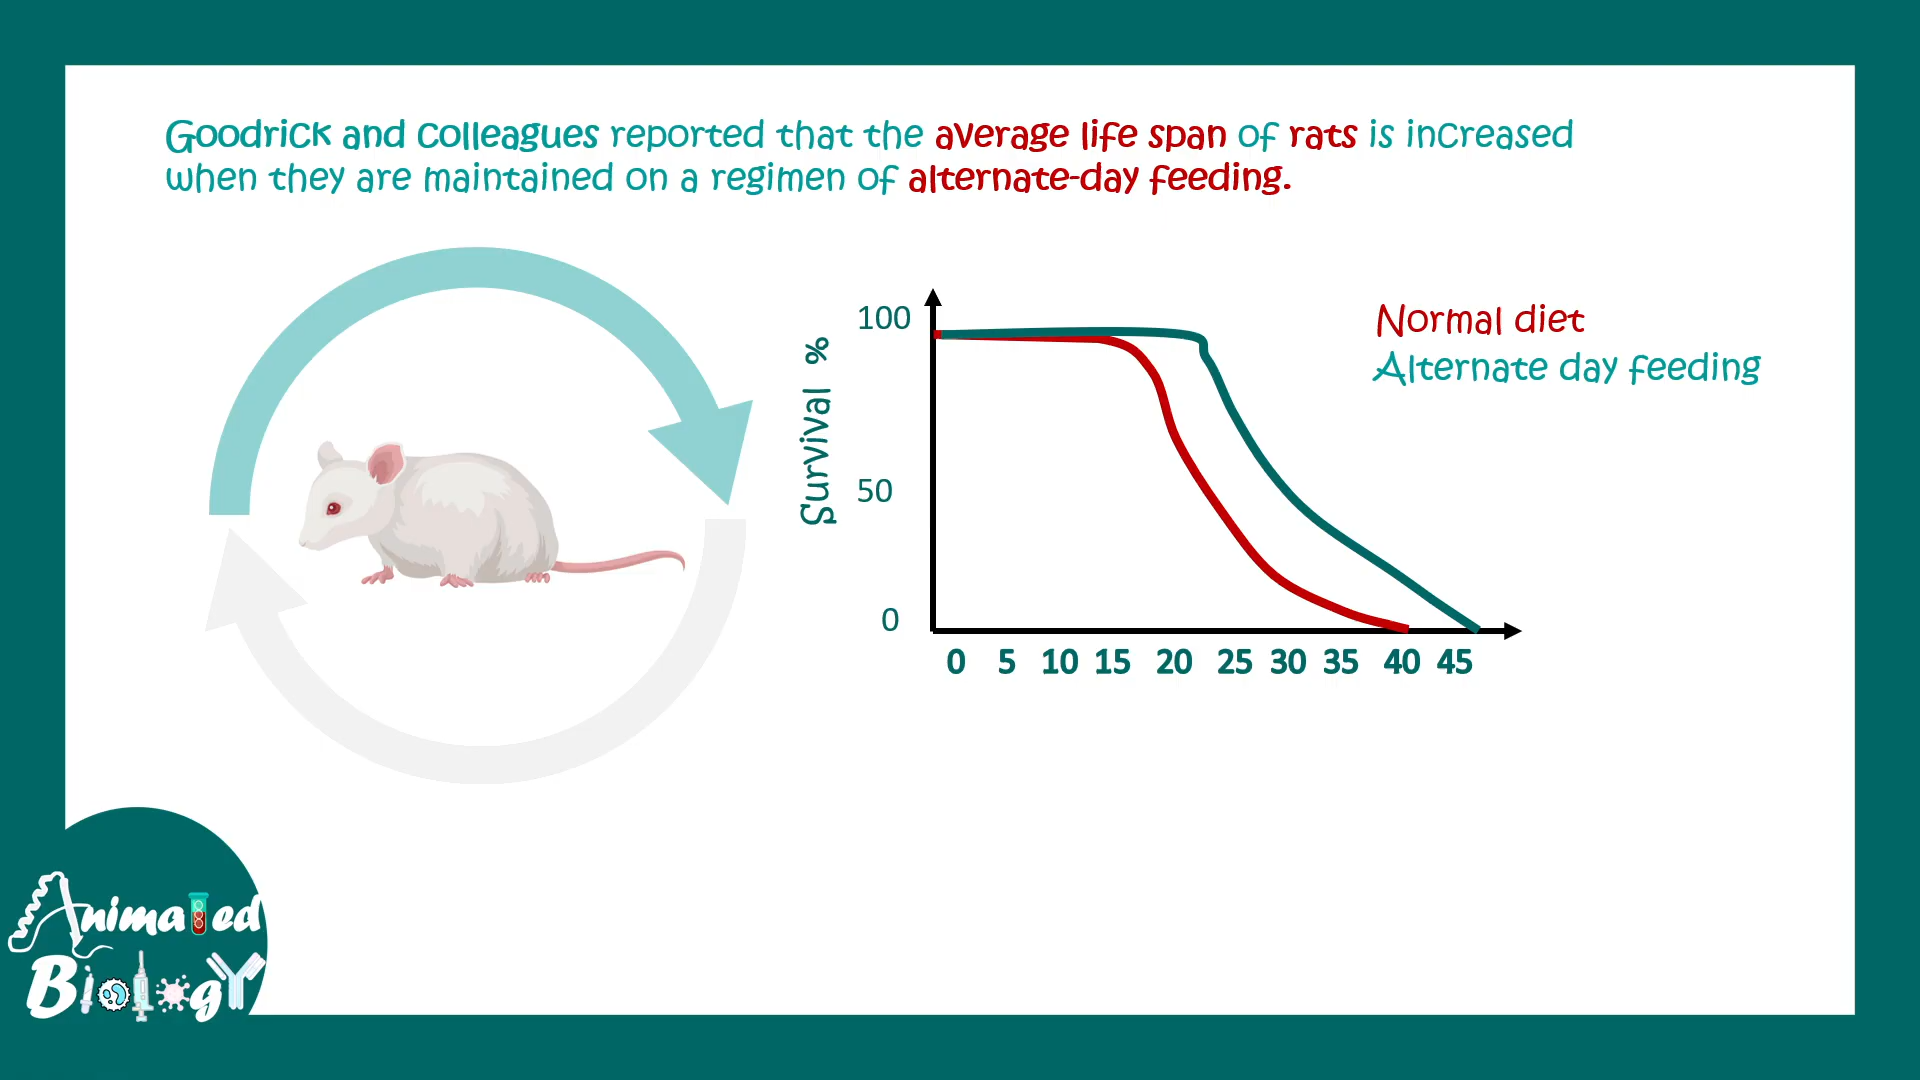 Goodrick and colleagues reported that the average life span of rats is increased
when they are maintained on a regimen of alternate-day feeding.
Normal diet
Alternate day feeding
Survival %
100
50
0
0 5 10 15 20 25 30 35 40 45
Animated
Biology